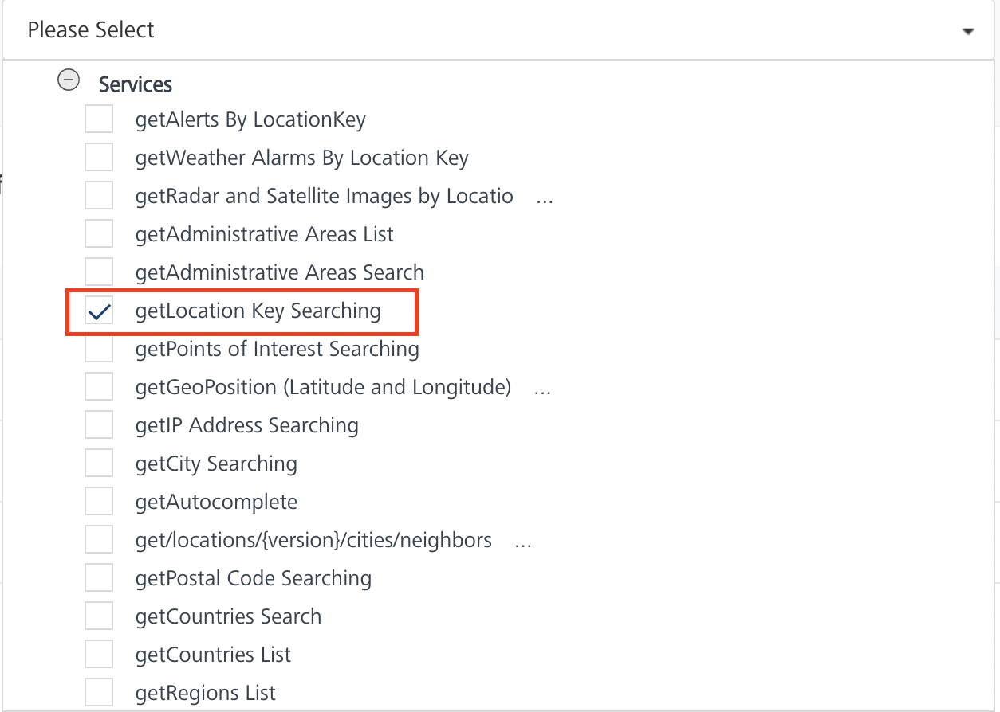 Please Select
Services
getAlerts By LocationKey
getWeather Alarms By Location Key
getRadar and Satellite Images by Locatio ...
getAdministrative Areas List
getAdministrative Areas Search
getLocation Key Searching
getPoints of Interest Searching
getGeoPosition (Latitude and Longitude) ...
getIP Address Searching
getCity Searching
getAutocomplete
get/locations/{version}/cities/neighbors ...
getPostal Code Searching
getCountries Search
getCountries List
getRegions List